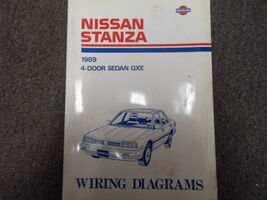 NISSAN
STANZA
1989
4-DOOR SEDAN GXE
WIRING DIAGRAMS